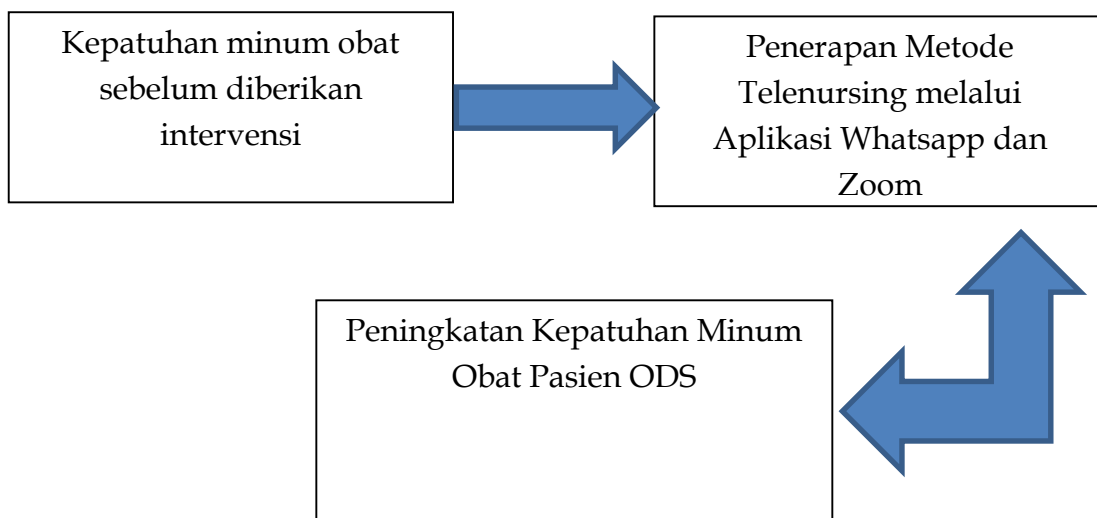 Kepatuhan minum obat
sebelum diberikan
intervensi
Penerapan Metode
Telenursing melalui
Aplikasi Whatsapp dan
Zoom
Peningkatan Kepatuhan Minum
Obat Pasien ODS